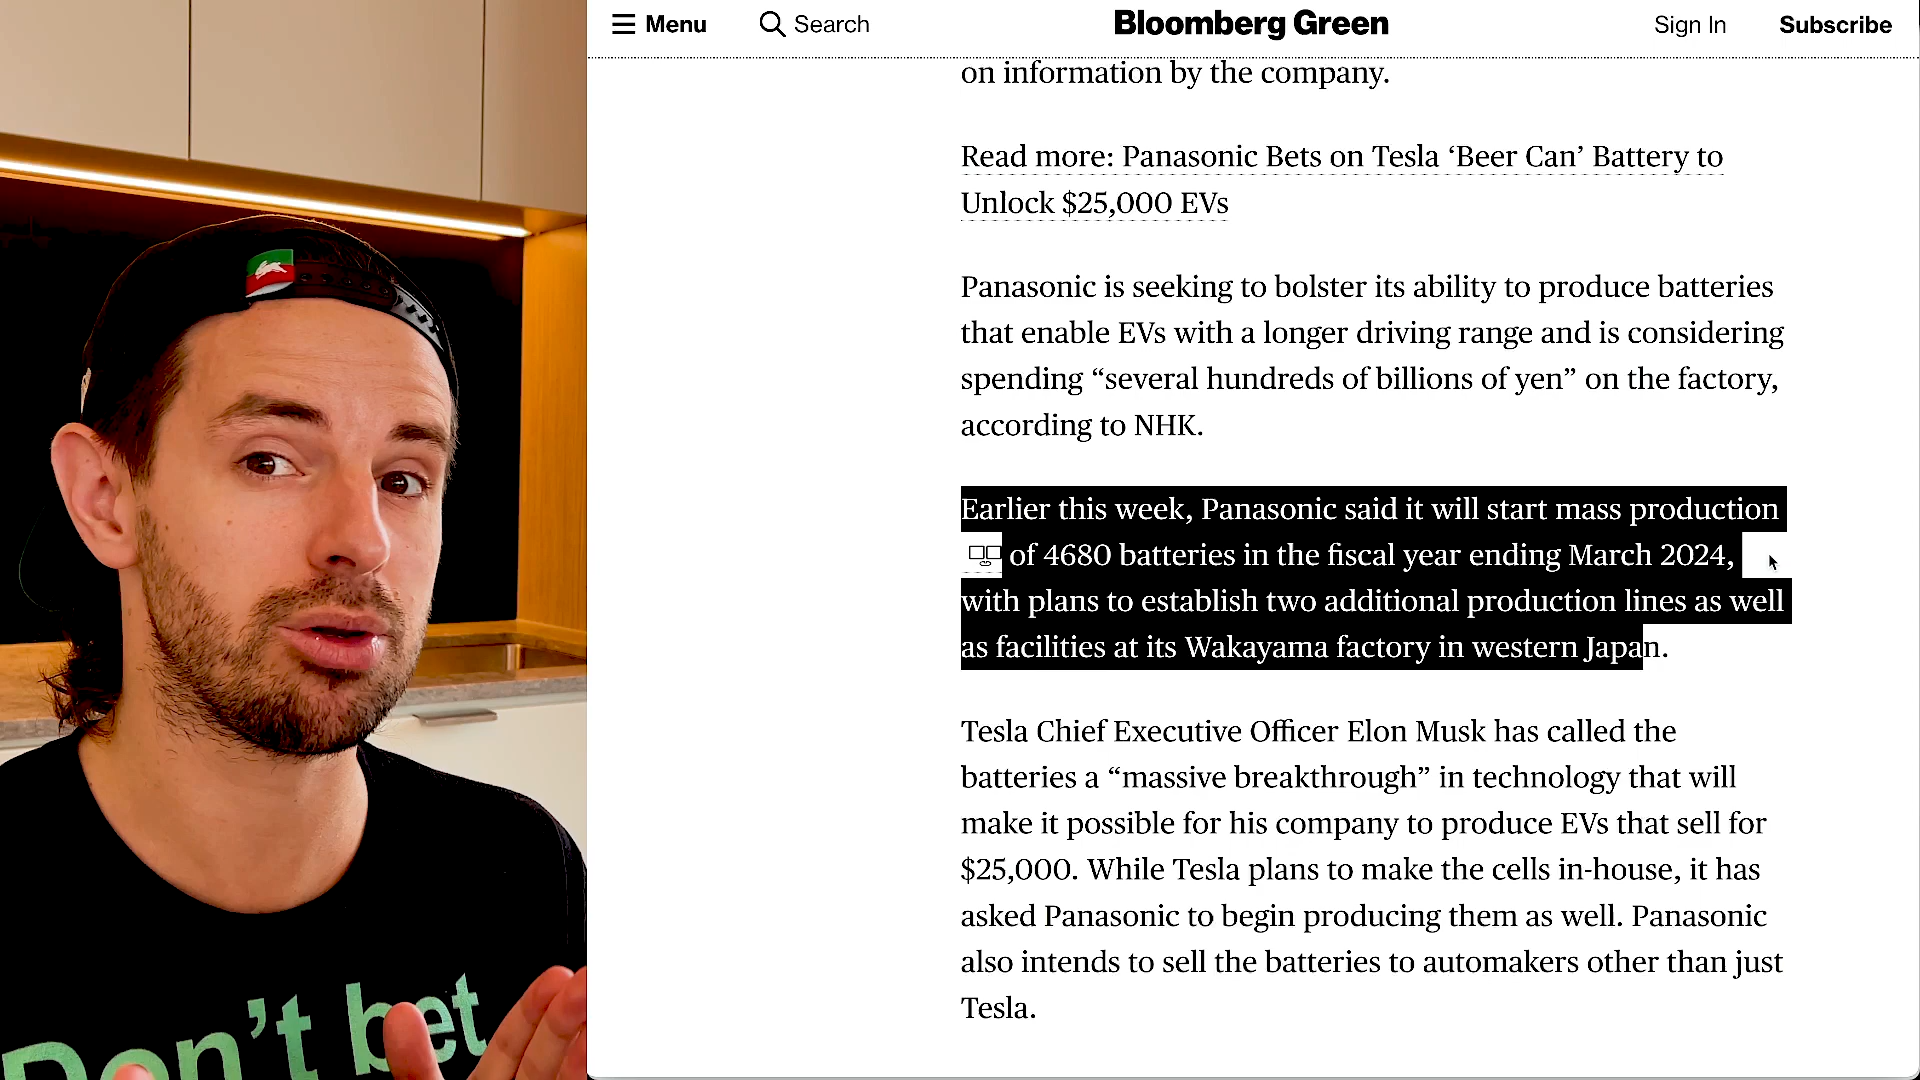 Menu
Search
Bloomberg Green
Sign In
Subscribe
on information by the company.
Read more: Panasonic Bets on Tesla ‘Beer Can’ Battery to
Unlock $25,000 EVs
Panasonic is seeking to bolster its ability to produce batteries
that enable EVs with a longer driving range and is considering
spending “several hundreds of billions of yen” on the factory,
according to NHK.
Earlier this week, Panasonic said it will start mass production
of 4680 batteries in the fiscal year ending March 2024,
with plans to establish two additional production lines as well
as facilities at its Wakayama factory in western Japan.
Tesla Chief Executive Officer Elon Musk has called the
batteries a “massive breakthrough” in technology that will
make it possible for his company to produce EVs that sell for
$25,000. While Tesla plans to make the cells in-house, it has
asked Panasonic to begin producing them as well. Panasonic
also intends to sell the batteries to automakers other than just
Tesla.
Don’t bet